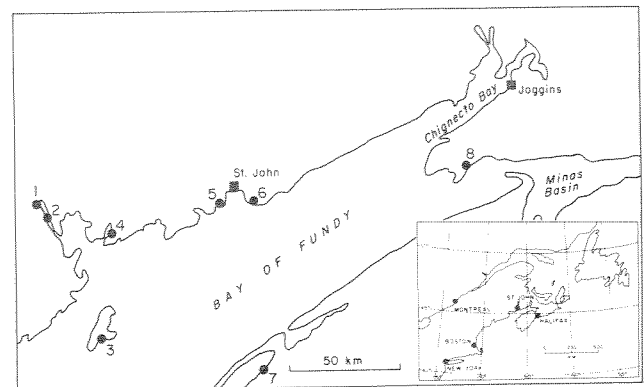 Chignecto Bay
Joggins
8
St. John
1
2
5
6
4
Minas
Basin
BAY OF FUNDY
3
7
50 km
ST JOHN
MONTREAL
HALIFAX
BOSTON
NEW YORK